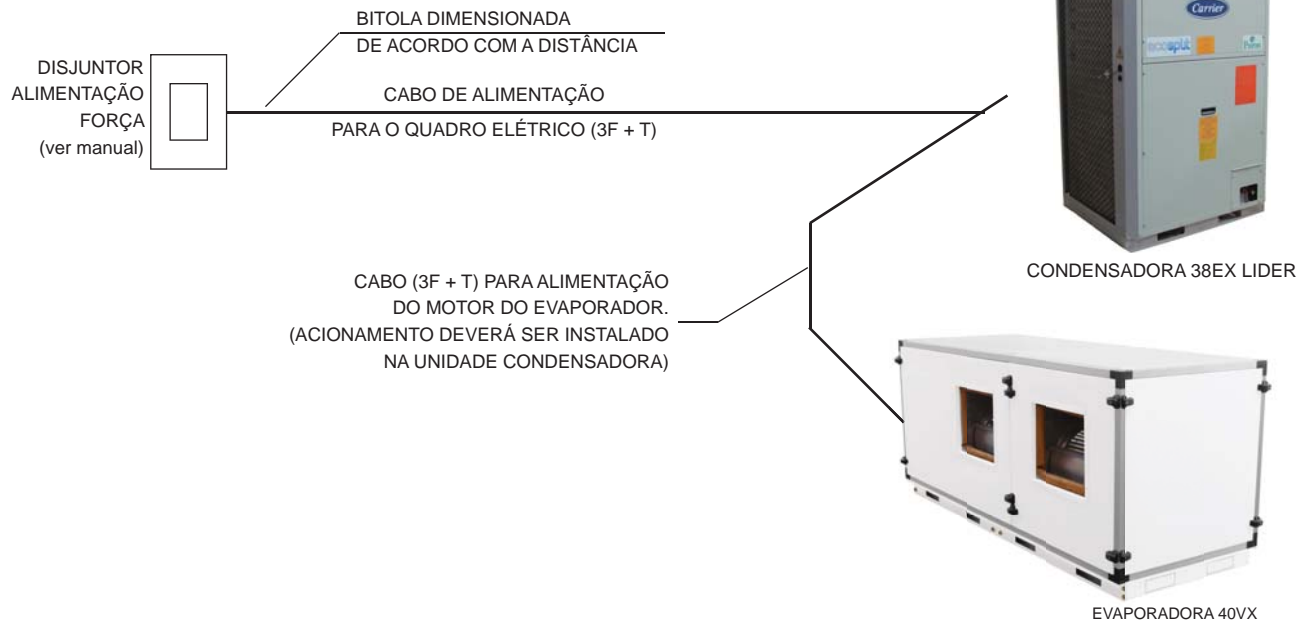 BITOLA DIMENSIONADA
DE ACORDO COM A DISTÂNCIA
DISJUNTOR
ALIMENTAÇÃO
FORÇA
(ver manual)
CABO DE ALIMENTAÇÃO
PARA O QUADRO ELÉTRICO (3F + T)
Carrier
ecosplit
CONDENSADORA 38EX LIDER
CABO (3F + T) PARA ALIMENTAÇÃO
DO MOTOR DO EVAPORADOR.
(ACIONAMENTO DEVERÁ SER INSTALADO
NA UNIDADE CONDENSADORA)
EVAPORADORA 40VX